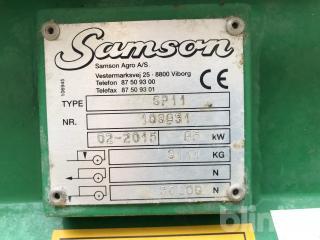 Samson
Samson Agro A/S
Vestermarksvej 25 - 8800 Viborg
Telefon 87 50 93 00
Telefax 87 50 93 01
CE
106945
TYPE SP11
NR. 103931
02-2015 kW
KG
N
N